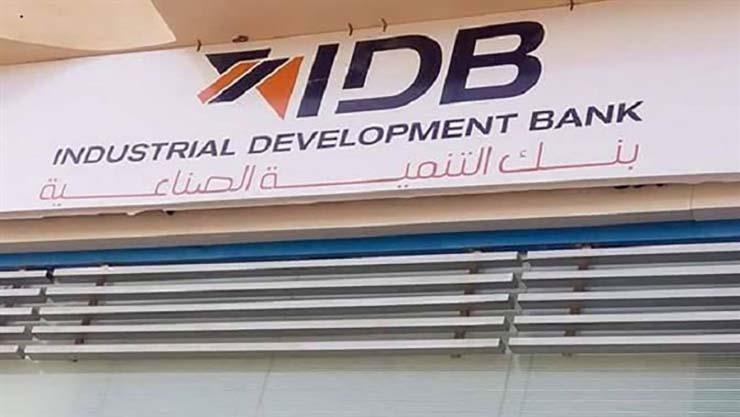 IDB
INDUSTRIAL DEVELOPMENT BANK
بنك التنمية الصناعية